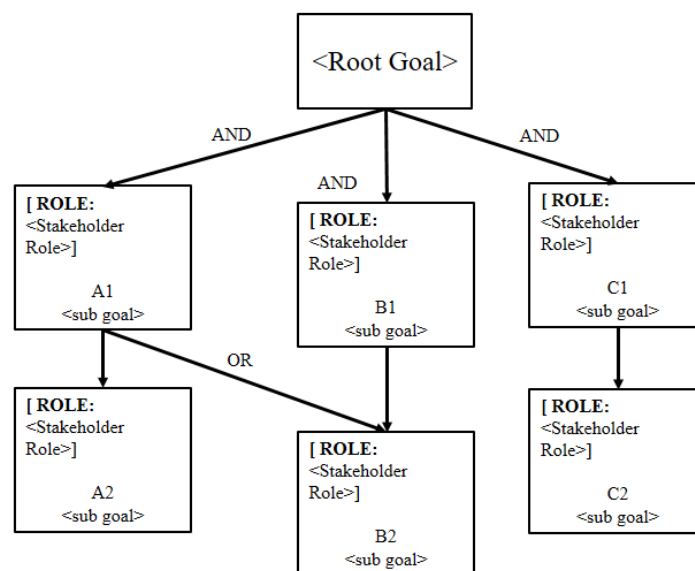 <Root Goal>
AND
AND
AND
[ ROLE:
<Stakeholder
Role>]
A1
<sub goal>
[ ROLE:
<Stakeholder
Role>]
B1
<sub goal>
[ ROLE:
<Stakeholder
Role>]
C1
<sub goal>
OR
[ ROLE:
<Stakeholder
Role>]
A2
<sub goal>
[ ROLE:
<Stakeholder
Role>]
B2
<sub goal>
[ ROLE:
<Stakeholder
Role>]
C2
<sub goal>